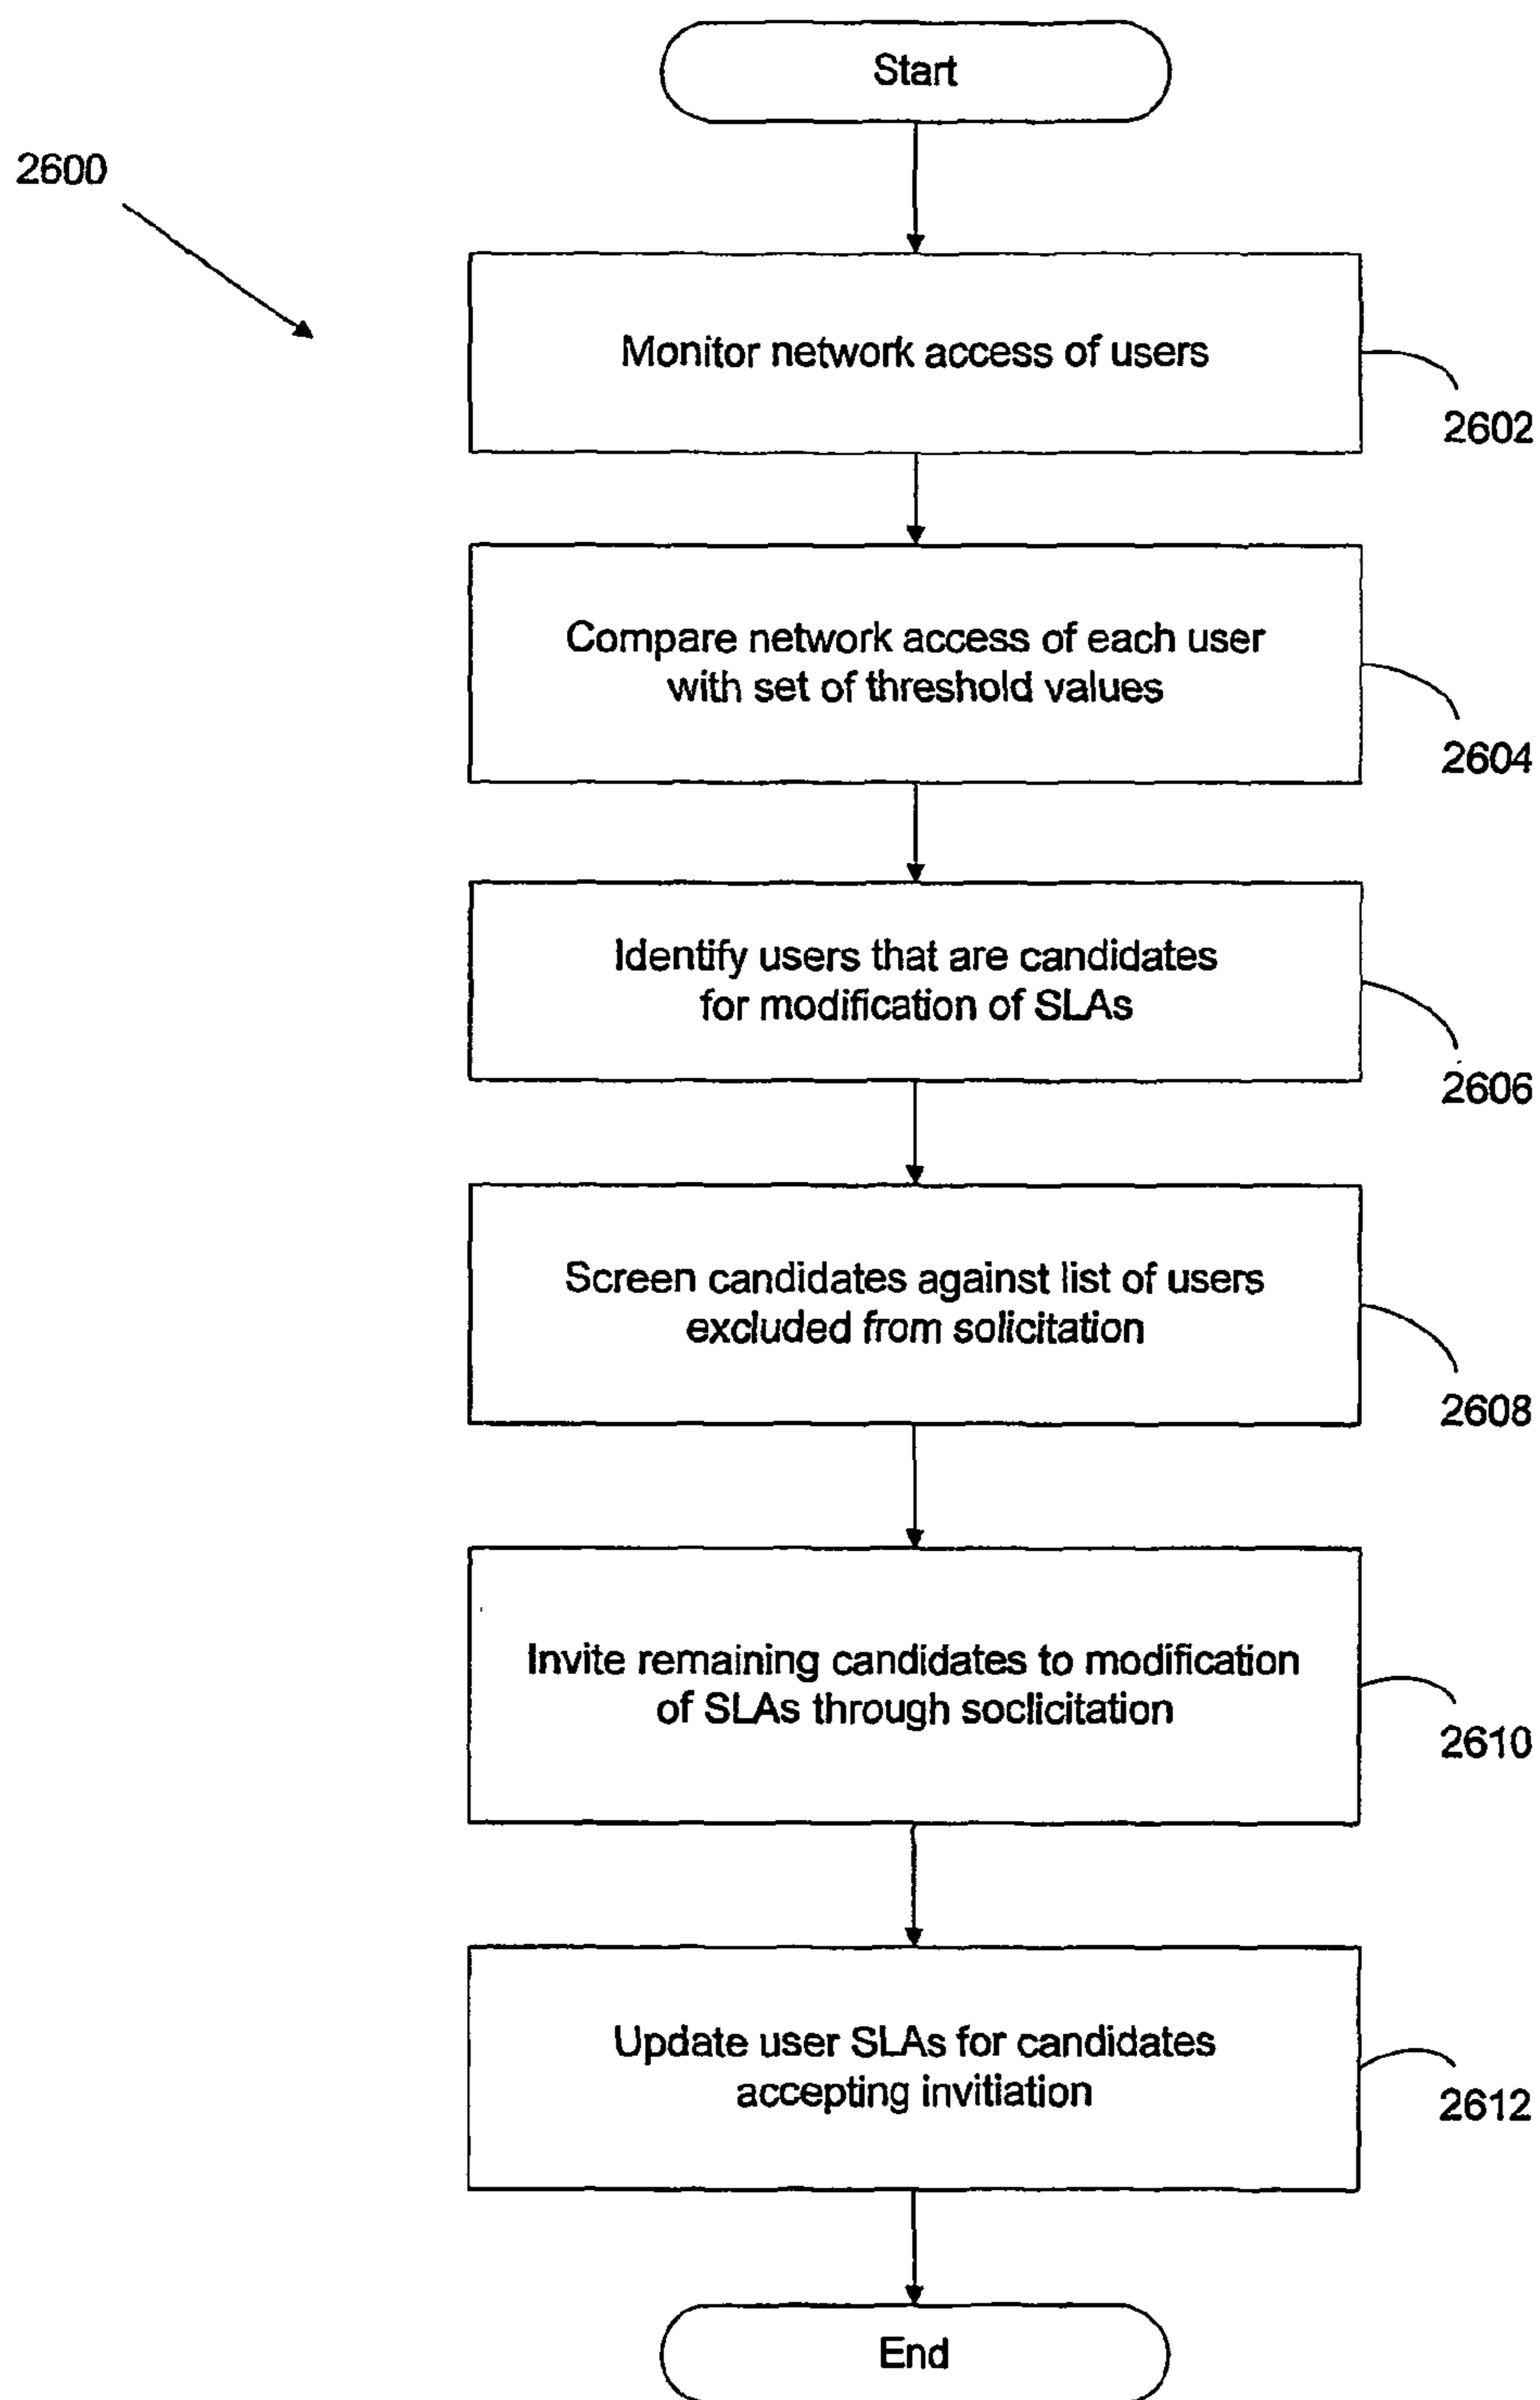 Start
2600
Monitor network access of users
2602
Compare network access of each user
with set of threshold values
2604
Identify users that are candidates
for modification of SLAs
2606
Screen candidates against list of users
excluded from solicitation
2608
Invite remaining candidates to modification
of SLAs through soclicitation
2610
Update user SLAs for candidates
accepting invitiation
2612
End